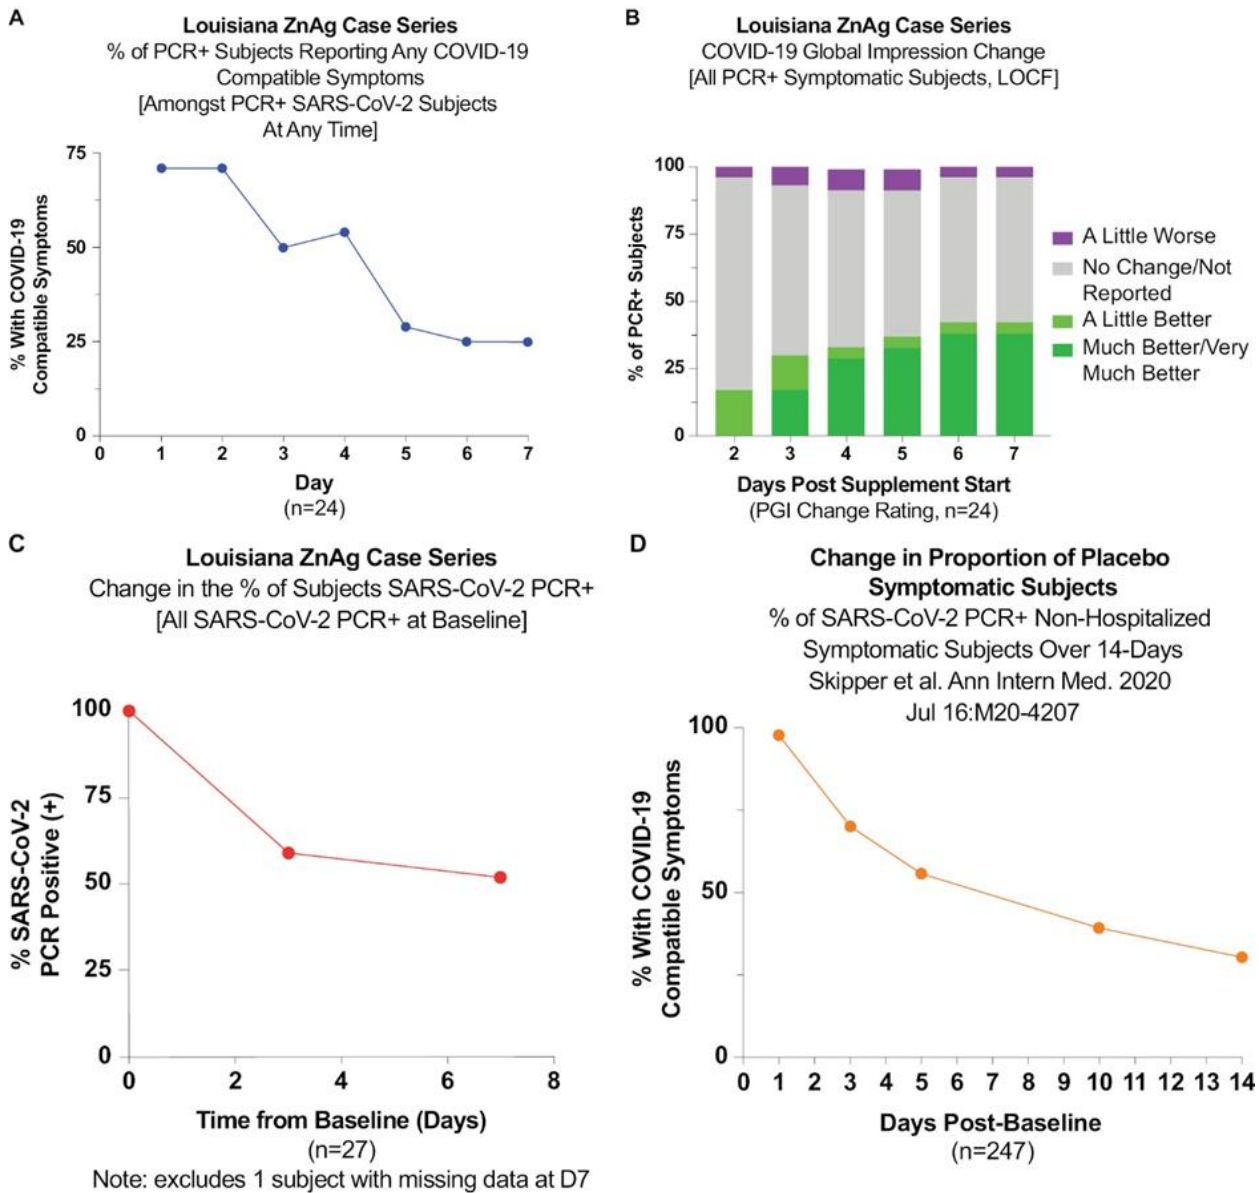 A
Louisiana ZnAg Case Series
% of PCR+ Subjects Reporting Any COVID-19
Compatible Symptoms
[Amongst PCR+ SARS-CoV-2 Subjects
At Any Time]
% With COVID-19
Compatible Symptoms
75
50
25
0
0 1 2 3 4 5 6 7
Day
(n=24)
B
Louisiana ZnAg Case Series
COVID-19 Global Impression Change
[All PCR+ Symptomatic Subjects, LOCF]
% of PCR+ Subjects
100
75
50
25
0
2 3 4 5 6 7
Days Post Supplement Start
(PGI Change Rating, n=24)
A Little Worse
No Change/Not
Reported
A Little Better
Much Better/Very
Much Better
C
Louisiana ZnAg Case Series
Change in the % of Subjects SARS-CoV-2 PCR+
[All SARS-CoV-2 PCR+ at Baseline]
% SARS-CoV-2
PCR Positive (+)
100
75
50
25
0
0 2 4 6 8
Time from Baseline (Days)
(n=27)
Note: excludes 1 subject with missing data at D7
D
Change in Proportion of Placebo
Symptomatic Subjects
% of SARS-CoV-2 PCR+ Non-Hospitalized
Symptomatic Subjects Over 14-Days
Skipper et al. Ann Intern Med. 2020
Jul 16:M20-4207
% With COVID-19
Compatible Symptoms
100
50
0
0 1 2 3 4 5 6 7 8 9 10 11 12 13 14
Days Post-Baseline
(n=247)